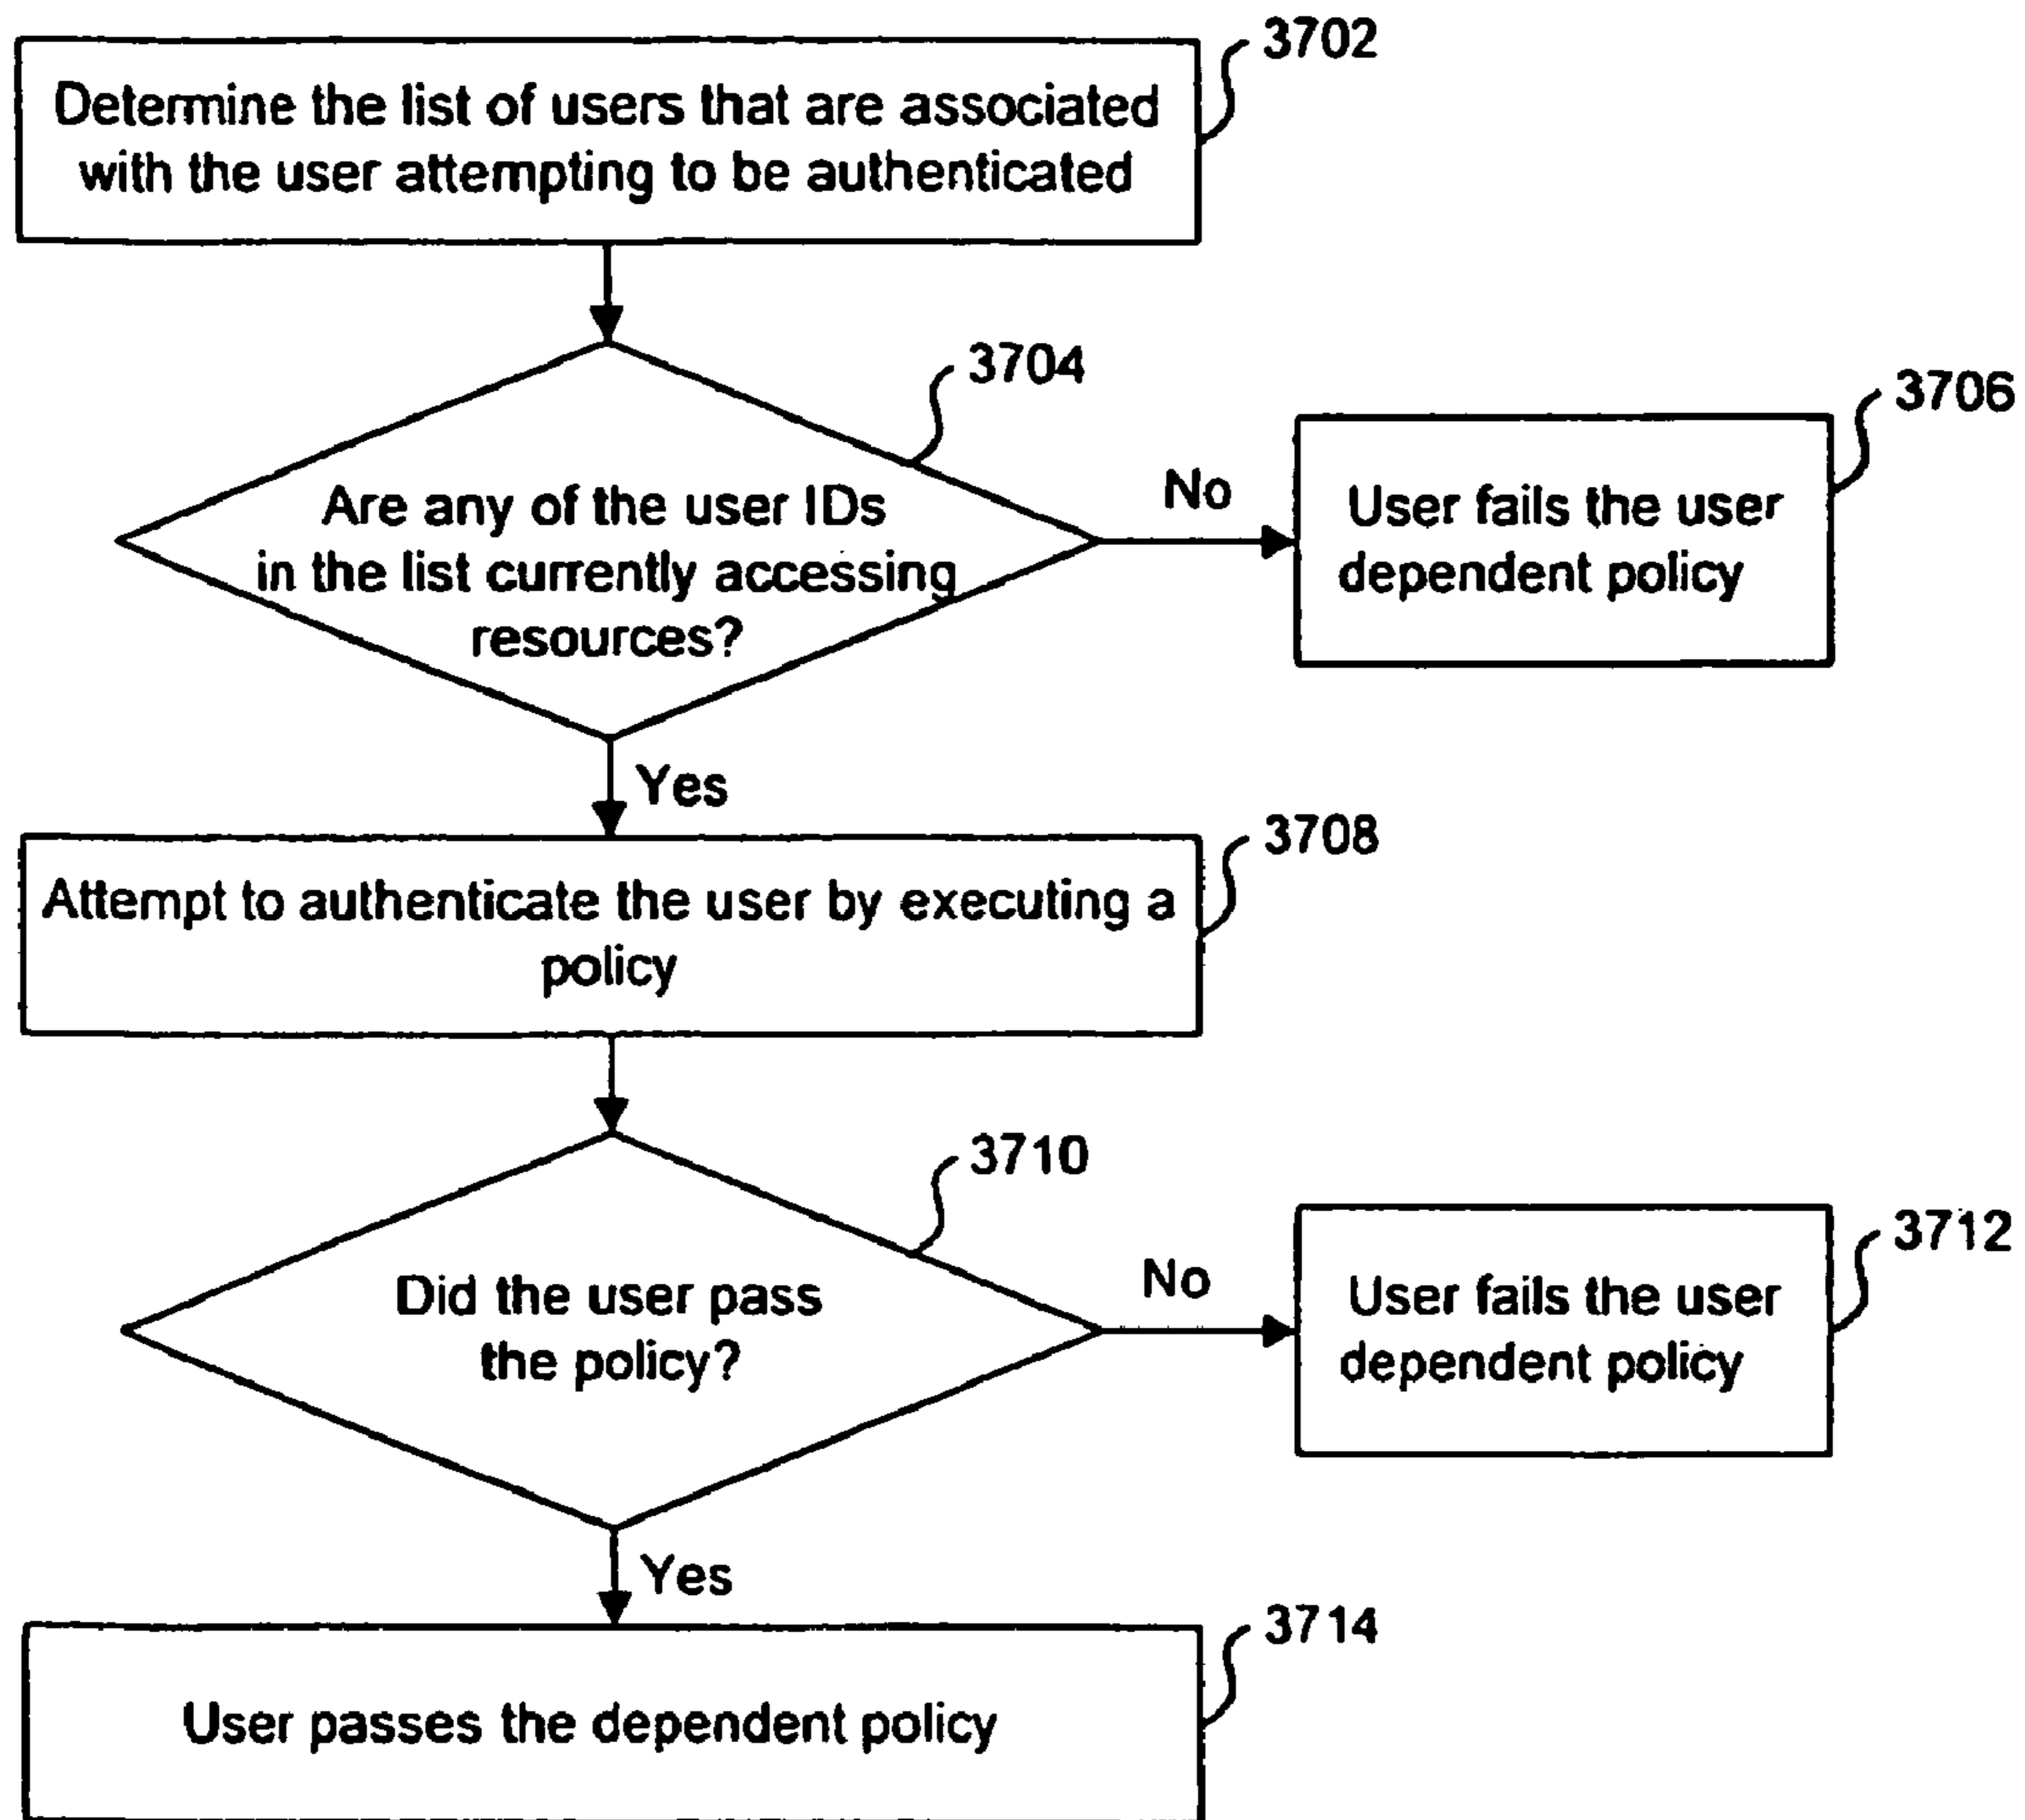 3702
Determine the list of users that are associated
with the user attempting to be authenticated
3704
Are any of the user IDs
in the list currently accessing
resources?
No
3706
User fails the user
dependent policy
Yes
3708
Attempt to authenticate the user by executing a
policy
3710
Did the user pass
the policy?
No
3712
User fails the user
dependent policy
Yes
3714
User passes the dependent policy